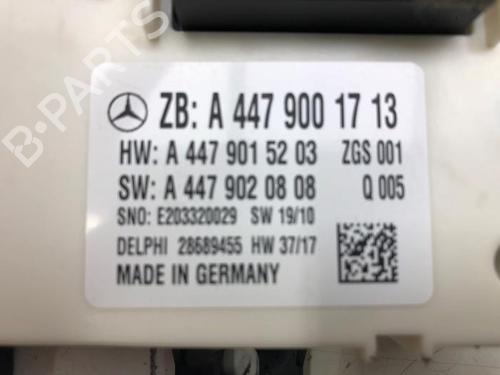 B-PARTS
ZB: A 447 900 17 13
HW: A 447 901 52 03 ZGS 001
SW: A 447 902 08 08 Q 005
SNO: E203320029 SW 19/10
DELPHI 28689455 HW 37/17
MADE IN GERMANY